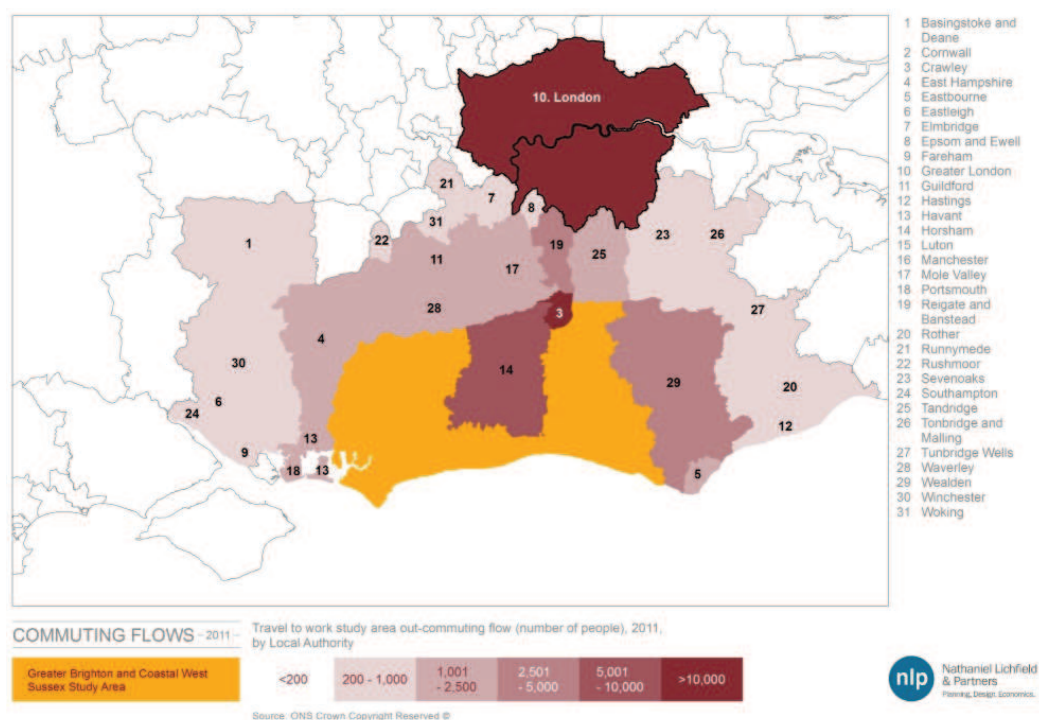 10. London
21
7
8
31
1
22
11
17
19
25
23
26
28
3
27
4
30
14
29
6
24
20
12
13
9
18
13
5
1 Basingstoke and
Deane
2 Cornwall
3 Crawley
4 East Hampshire
5 Eastbourne
6 Eastleigh
7 Elmbridge
8 Epsom and Ewell
9 Fareham
10 Greater London
11 Guildford
12 Hastings
13 Havant
14 Horsham
15 Luton
16 Manchester
17 Mole Valley
18 Portsmouth
19 Reigate and
Banstead
20 Rother
21 Runnymede
22 Rushmoor
23 Sevenoaks
24 Southampton
25 Tandridge
26 Tonbridge and
Malling
27 Tunbridge Wells
28 Waverley
29 Wealden
30 Winchester
31 Woking
COMMUTING FLOWS - 2011 -
Greater Brighton and Coastal West
Sussex Study Area
Travel to work study area out-commuting flow (number of people), 2011,
by Local Authority
<200
200 - 1,000
1,001
- 2,500
2,501
- 5,000
5,001
- 10,000
>10,000
Source: ONS Crown Copyright Reserved ©
nlp
Nathaniel Lichfield
& Partners
Planning. Design. Economics.